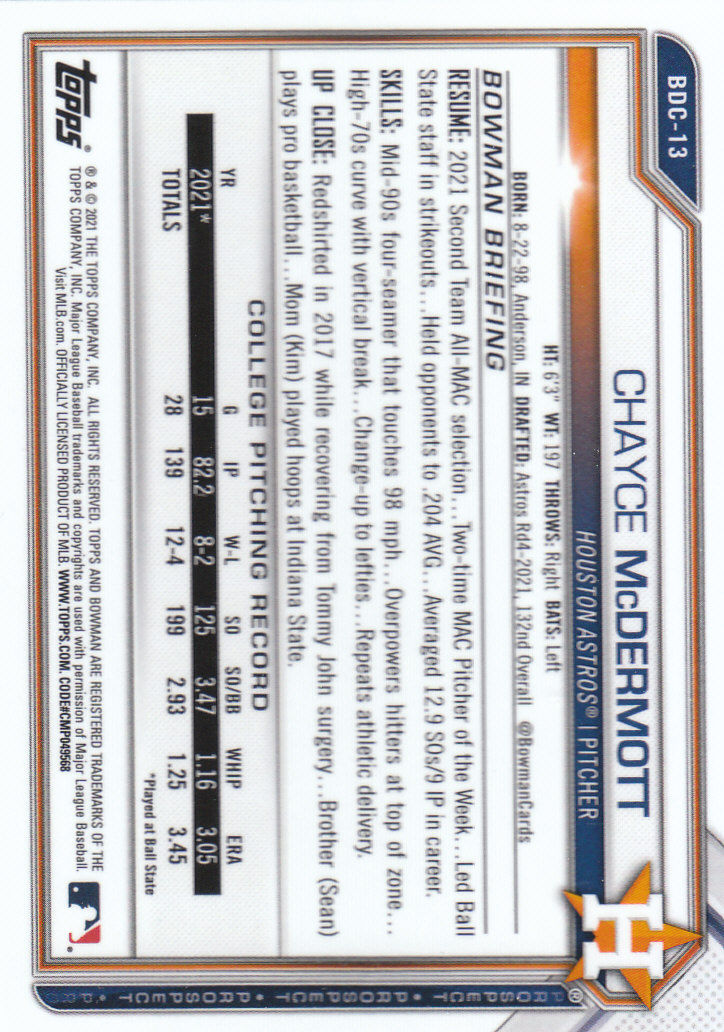 BDC-13
CHAYCE McDERMOTT
HOUSTON ASTROS® | PITCHER
HT: 6'3" WT: 197 THROWS: Right BATS: Left
BORN: 8-22-98, Anderson, IN DRAFTED: Astros Rd4-2021, 132nd Overall @BowmanCards
BOWMAN BRIEFING
RESUME: 2021 Second Team All-MAC selection...Two-time MAC Pitcher of the Week...Led Ball
State staff in strikeouts...Held opponents to .204 AVG...Averaged 12.9 SOs/9 IP in career.
SKILLS: Mid-90s four-seamer that touches 98 mph...Overpowers hitters at top of zone...
High-70s curve with vertical break...Change-up to lefties...Repeats athletic delivery.
UP CLOSE: Redshirted in 2017 while recovering from Tommy John surgery...Brother (Sean)
plays pro basketball...Mom (Kim) played hoops at Indiana State.
COLLEGE PITCHING RECORD
YR G IP W-L SO SO/BB WHIP ERA
2021* 15 82.2 8-2 125 3.47 1.16 3.05
TOTALS 28 139 12-4 199 2.93 1.25 3.45
*Played at Ball State
topps®
® & © 2021 THE TOPPS COMPANY, INC. ALL RIGHTS RESERVED. TOPPS AND BOWMAN ARE REGISTERED TRADEMARKS OF THE
TOPPS COMPANY, INC. Major League Baseball trademarks and copyrights are used with permission of Major League Baseball.
Visit MLB.com. OFFICIALLY LICENSED PRODUCT OF MLB. WWW.TOPPS.COM. CODE#CMP049568
H
®
PROSPECT • PROSPECT • PROSPECT • PROSPECT • PRO